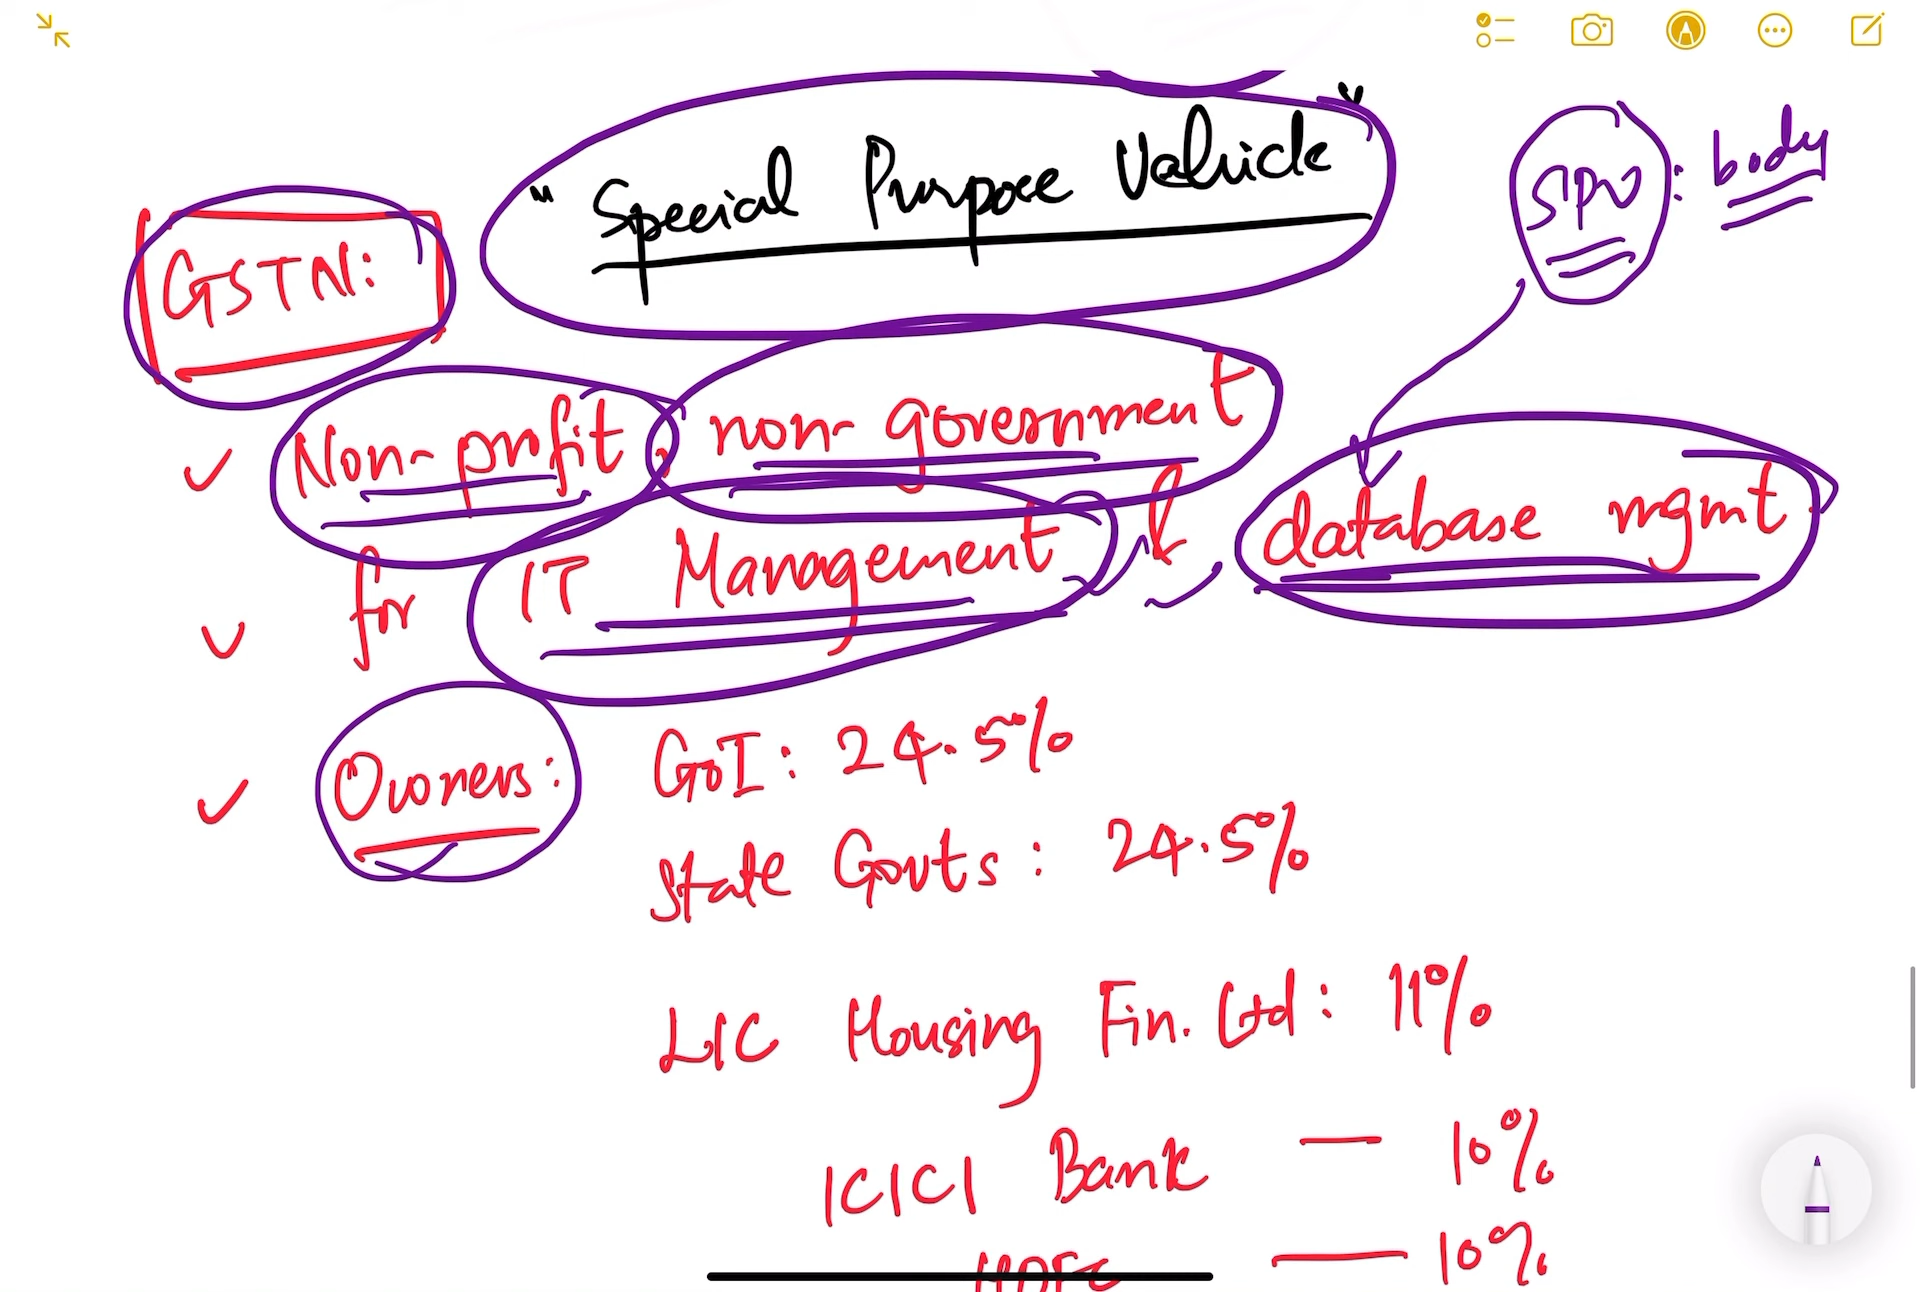 " Special Purpose Vehicle "
SPV : body
GSTN:
Non-profit, non-government
for IT Management & database mgmt.
Owners: GoI : 24.5%
State Govts : 24.5%
LIC Housing Fin. Ltd : 11%
ICICI Bank — 10%
HDFC — 10%